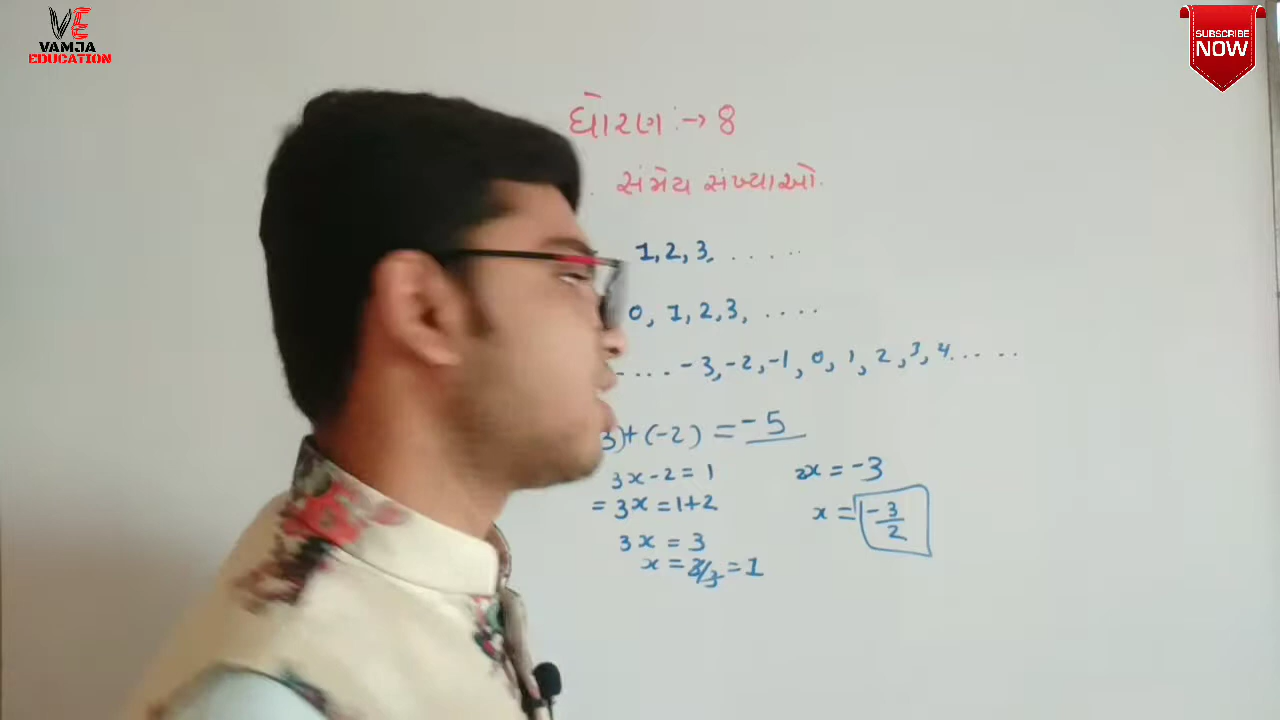 VE
VAMJA
EDUCATION
SUBSCRIBE
NOW
ધોરણ :→ 8
સંમેય સંખ્યાઓ.
1, 2, 3, . . . . .
0, 1, 2, 3, . . . .
. . . . -3, -2, -1, 0, 1, 2, 3, 4. . . . .
3) + (-2) = -5
3x - 2 = 1
= 3x = 1+2
3x = 3
x = 3/3 = 1
2x = -3
x = -3/2